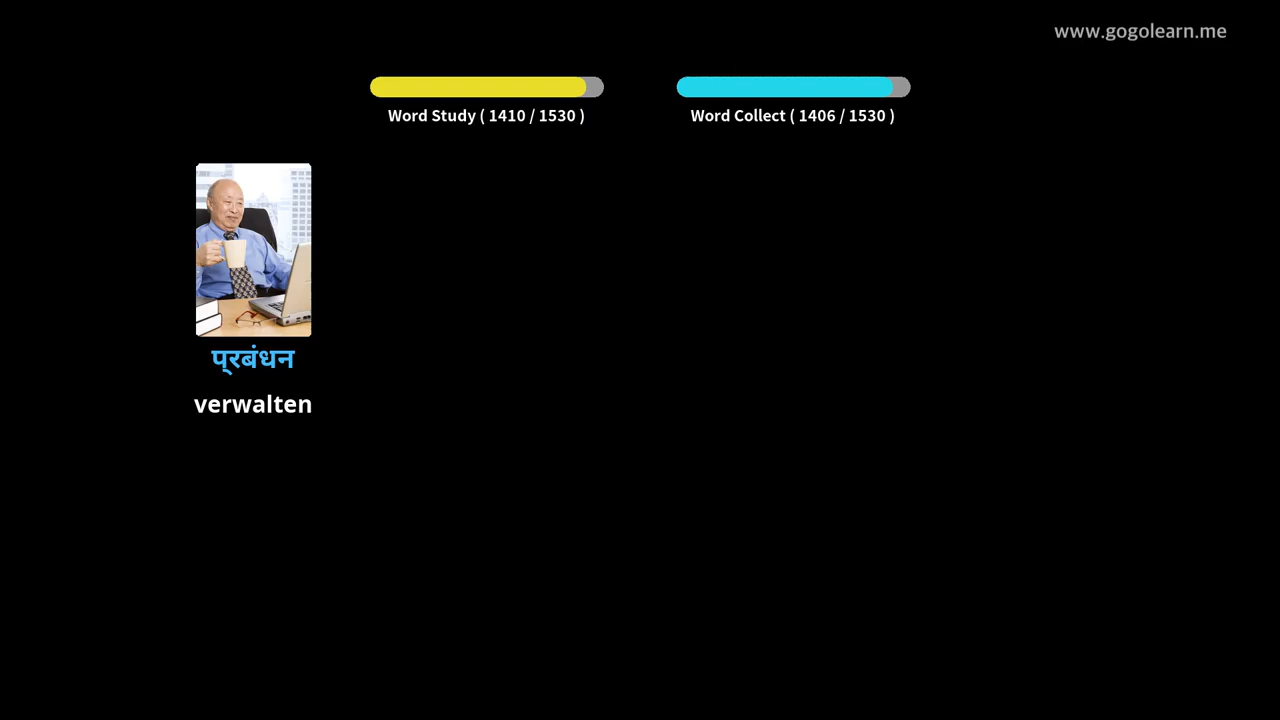 www.gogolearn.me
Word Study ( 1410 / 1530 )
Word Collect ( 1406 / 1530 )
प्रबंधन
verwalten